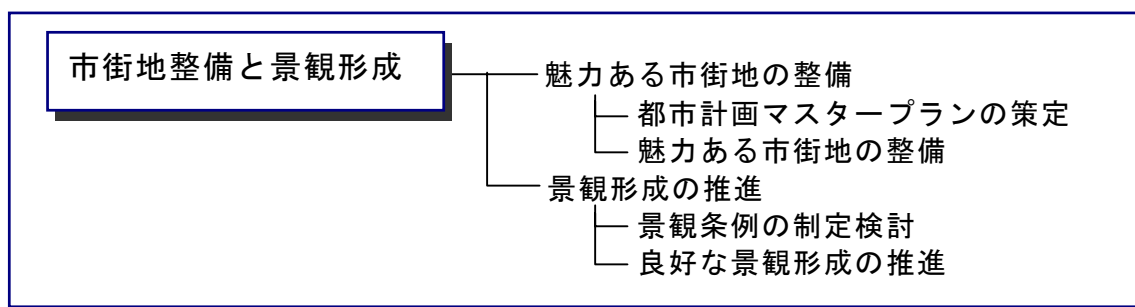 市街地整備と景観形成
魅力ある市街地の整備
都市計画マスタープランの策定
魅力ある市街地の整備
景観形成の推進
景観条例の制定検討
良好な景観形成の推進